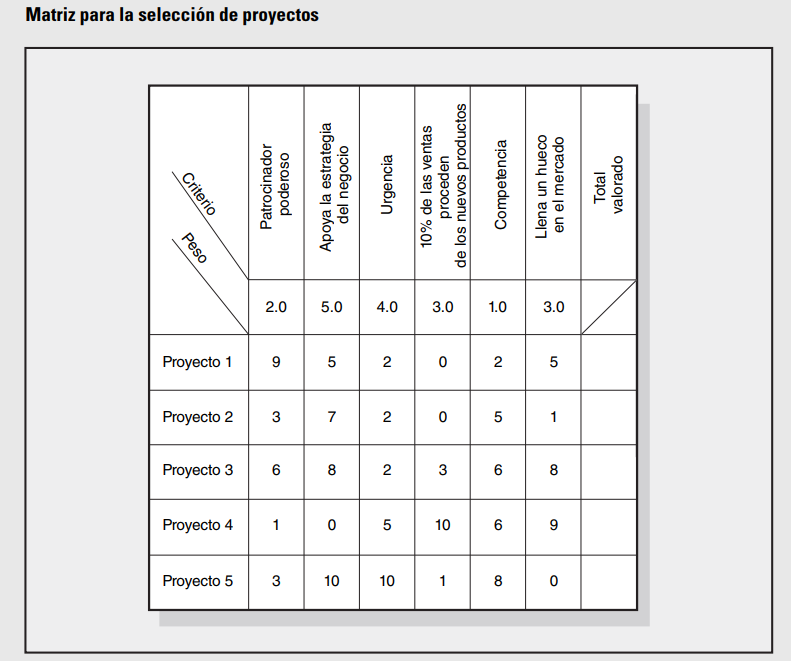 Matriz para la selección de proyectos
Criterio
Peso
Patrocinador
poderoso
Apoya la estrategia
del negocio
Urgencia
10% de las ventas
proceden
de los nuevos productos
Competencia
Llena un hueco
en el mercado
Total
valorado
2.0 5.0 4.0 3.0 1.0 3.0
Proyecto 1 9 5 2 0 2 5
Proyecto 2 3 7 2 0 5 1
Proyecto 3 6 8 2 3 6 8
Proyecto 4 1 0 5 10 6 9
Proyecto 5 3 10 10 1 8 0